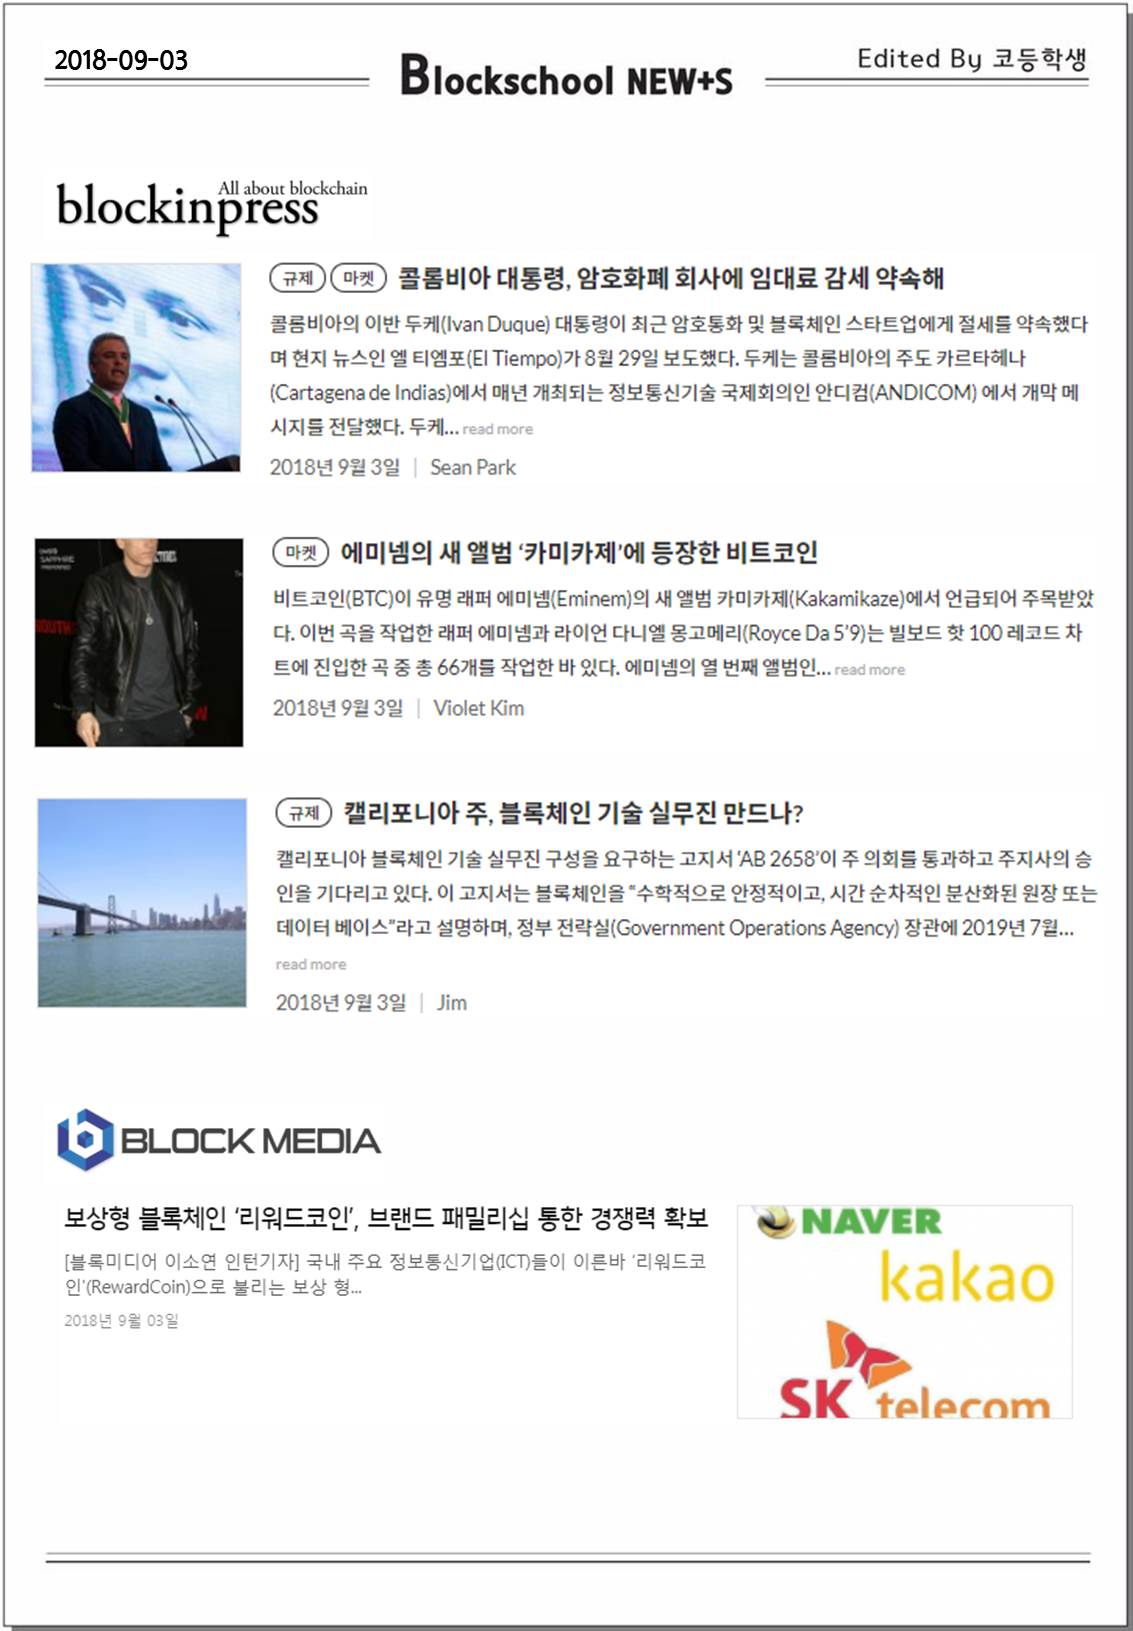 2018-09-03
Blockschool NEW+S
Edited By 코등학생
All about blockchain
blockinpress
규제 마켓 콜롬비아 대통령, 암호화폐 회사에 임대료 감세 약속해
콜롬비아의 이반 두케(Ivan Duque) 대통령이 최근 암호통화 및 블록체인 스타트업에게 절세를 약속했다
며 현지 뉴스인 엘 티엠포(El Tiempo)가 8월 29일 보도했다. 두케는 콜롬비아의 주도 카르타헤나
(Cartagena de Indias)에서 매년 개최되는 정보통신기술 국제회의인 안디컴(ANDICOM) 에서 개막 메
시지를 전달했다. 두케... read more
2018년 9월 3일 | Sean Park
마켓 에미넴의 새 앨범 ‘카미카제’에 등장한 비트코인
비트코인(BTC)이 유명 래퍼 에미넴(Eminem)의 새 앨범 카미카제(Kakamikaze)에서 언급되어 주목받았
다. 이번 곡을 작업한 래퍼 에미넴과 라이언 다니엘 몽고메리(Royce Da 5’9)는 빌보드 핫 100 레코드 차
트에 진입한 곡 중 총 66개를 작업한 바 있다. 에미넴의 열 번째 앨범인... read more
2018년 9월 3일 | Violet Kim
SAPPHIRE
SOUTH
규제 캘리포니아 주, 블록체인 기술 실무진 만드나?
캘리포니아 블록체인 기술 실무진 구성을 요구하는 고지서 ‘AB 2658’이 주 의회를 통과하고 주지사의 승
인을 기다리고 있다. 이 고지서는 블록체인을 “수학적으로 안정적이고, 시간 순차적인 분산화된 원장 또는
데이터 베이스”라고 설명하며, 정부 전략실(Government Operations Agency) 장관에 2019년 7월...
read more
2018년 9월 3일 | Jim
BLOCK MEDIA
보상형 블록체인 ‘리워드코인’, 브랜드 패밀리십 통한 경쟁력 확보
[블록미디어 이소연 인턴기자] 국내 주요 정보통신기업(ICT)들이 이른바 ‘리워드코
인’(RewardCoin)으로 불리는 보상 형...
2018년 9월 03일
NAVER
kakao
SK telecom